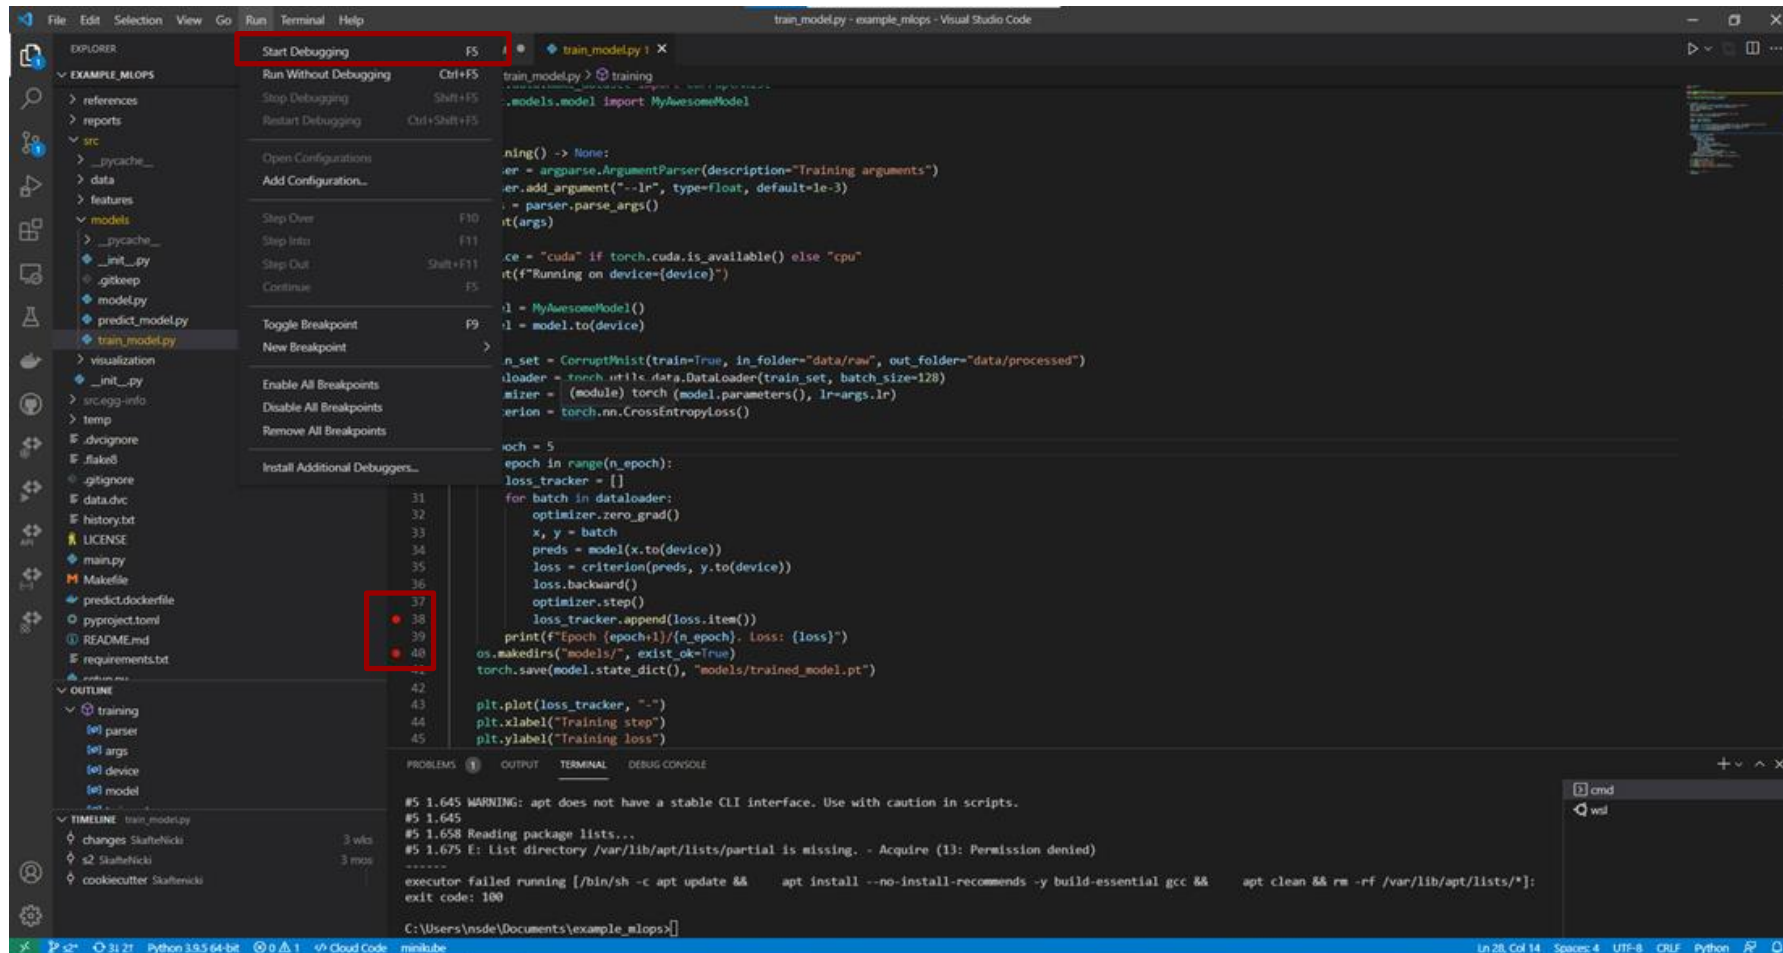 File Edit Selection View Go Run Terminal Help
train_model.py - example_mlops - Visual Studio Code
EXPLORER
EXAMPLE_MLOPS
references
reports
src
__pycache__
data
features
models
__pycache__
__init__.py
.gitkeep
model.py
predict_model.py
train_model.py
visualization
__init__.py
src.egg-info
temp
.dvcignore
.flake8
.gitignore
data.dvc
history.txt
LICENSE
main.py
Makefile
predict.dockerfile
pyproject.toml
README.md
requirements.txt
OUTLINE
training
parser
args
device
model
TIMELINE train_model.py
changes SkafteNicki 3 wks
s2 SkafteNicki 3 mos
cookiecutter Skaftenicki
Start Debugging F5
Run Without Debugging Ctrl+F5
Stop Debugging Shift+F5
Restart Debugging Ctrl+Shift+F5
Open Configurations
Add Configuration...
Step Over F10
Step Into F11
Step Out Shift+F11
Continue F5
Toggle Breakpoint F9
New Breakpoint
Enable All Breakpoints
Disable All Breakpoints
Remove All Breakpoints
Install Additional Debuggers...
train_model.py 1
train_model.py > training
.models.model import MyAwesomeModel
ning() -> None:
er = argparse.ArgumentParser(description="Training arguments")
er.add_argument("--lr", type=float, default=1e-3)
= parser.parse_args()
t(args)
ce = "cuda" if torch.cuda.is_available() else "cpu"
t(f"Running on device={device}")
l = MyAwesomeModel()
l = model.to(device)
n_set = CorruptMnist(train=True, in_folder="data/raw", out_folder="data/processed")
loader = torch.utils.data.DataLoader(train_set, batch_size=128)
mizer = (module) torch (model.parameters(), lr=args.lr)
erion = torch.nn.CrossEntropyLoss()
och = 5
epoch in range(n_epoch):
loss_tracker = []
31 for batch in dataloader:
32 optimizer.zero_grad()
33 x, y = batch
34 preds = model(x.to(device))
35 loss = criterion(preds, y.to(device))
36 loss.backward()
37 optimizer.step()
38 loss_tracker.append(loss.item())
39 print(f"Epoch {epoch+1}/{n_epoch}. Loss: {loss}")
40 os.makedirs("models/", exist_ok=True)
torch.save(model.state_dict(), "models/trained_model.pt")
42
43 plt.plot(loss_tracker, "-")
44 plt.xlabel("Training step")
45 plt.ylabel("Training loss")
PROBLEMS 1 OUTPUT TERMINAL DEBUG CONSOLE
#5 1.645 WARNING: apt does not have a stable CLI interface. Use with caution in scripts.
#5 1.645
#5 1.658 Reading package lists...
#5 1.675 E: List directory /var/lib/apt/lists/partial is missing. - Acquire (13: Permission denied)
------
executor failed running [/bin/sh -c apt update && apt install --no-install-recommends -y build-essential gcc && apt clean && rm -rf /var/lib/apt/lists/*]:
exit code: 100
C:\Users\nsde\Documents\example_mlops>
cmd
wsl
s2* 3↓ 2↑ Python 3.9.5 64-bit 0 1 Cloud Code minikube
Ln 28, Col 14 Spaces: 4 UTF-8 CRLF Python